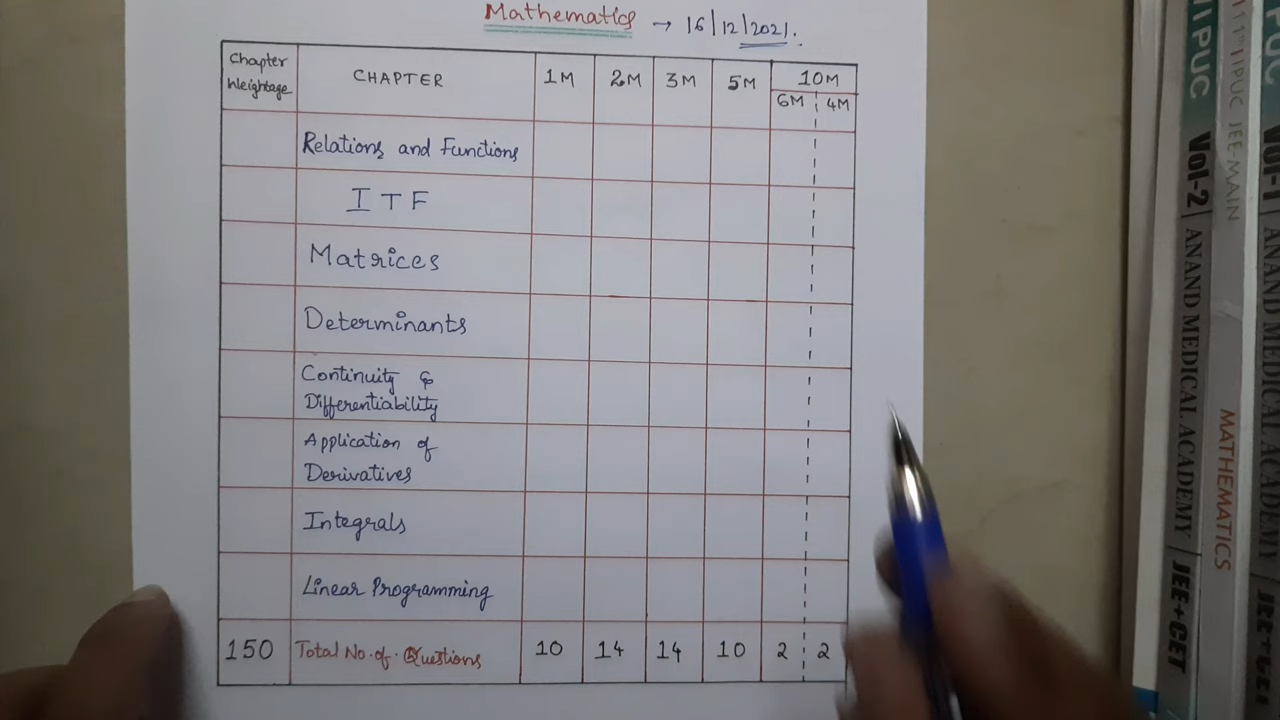 Mathematics → 16/12/2021.
Chapter Weightage CHAPTER 1M 2M 3M 5M 10M
6M 4M
Relations and Functions
ITF
Matrices
Determinants
Continuity &
Differentiability
Application of
Derivatives
Integrals
Linear Programming
150 Total No. of. Questions 10 14 14 10 2 2
IIPUC Vol-2 | ANAND MEDICAL ACADEMY | JEE+CET
IIPUC JEE-MAIN MATHEMATICS
PUC Vol-1 | ANAND MEDICAL ACADEMY